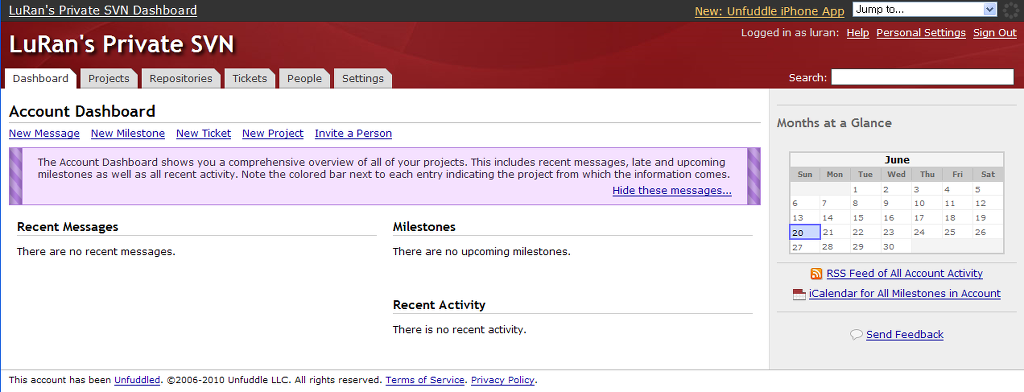 LuRan's Private SVN Dashboard
New: Unfuddle iPhone App
Jump to...
LuRan's Private SVN
Logged in as luran: Help Personal Settings Sign Out
Dashboard Projects Repositories Tickets People Settings
Search:
Account Dashboard
New Message New Milestone New Ticket New Project Invite a Person
The Account Dashboard shows you a comprehensive overview of all of your projects. This includes recent messages, late and upcoming
milestones as well as all recent activity. Note the colored bar next to each entry indicating the project from which the information comes.
Hide these messages...
Recent Messages
There are no recent messages.
Milestones
There are no upcoming milestones.
Recent Activity
There is no recent activity.
Months at a Glance
June
Sun Mon Tue Wed Thu Fri Sat
1 2 3 4 5
6 7 8 9 10 11 12
13 14 15 16 17 18 19
20 21 22 23 24 25 26
27 28 29 30
RSS Feed of All Account Activity
iCalendar for All Milestones in Account
Send Feedback
This account has been Unfuddled. ©2006-2010 Unfuddle LLC. All rights reserved. Terms of Service. Privacy Policy.